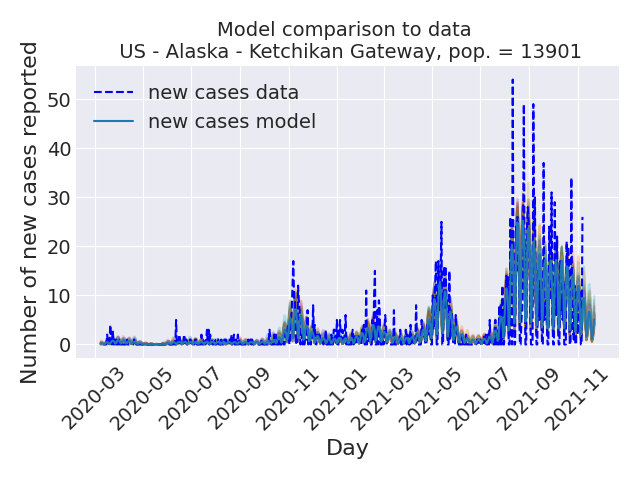 Model comparison to data
US - Alaska - Ketchikan Gateway, pop. = 13901
Number of new cases reported
50
40
30
20
10
0
new cases data
new cases model
2020-03
2020-05
2020-07
2020-09
2020-11
2021-01
2021-03
2021-05
2021-07
2021-09
2021-11
Day